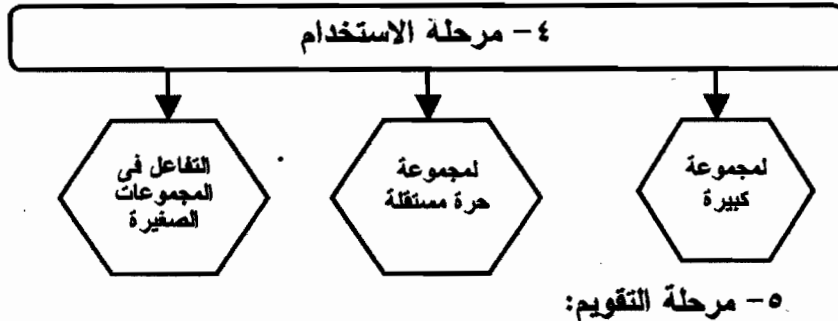 ٤- مرحلة الاستخدام
لمجموعة
كبيرة
لمجموعة
حرة مستقلة
التفاعل فى
المجموعات
الصغيرة
٥- مرحلة التقويم: